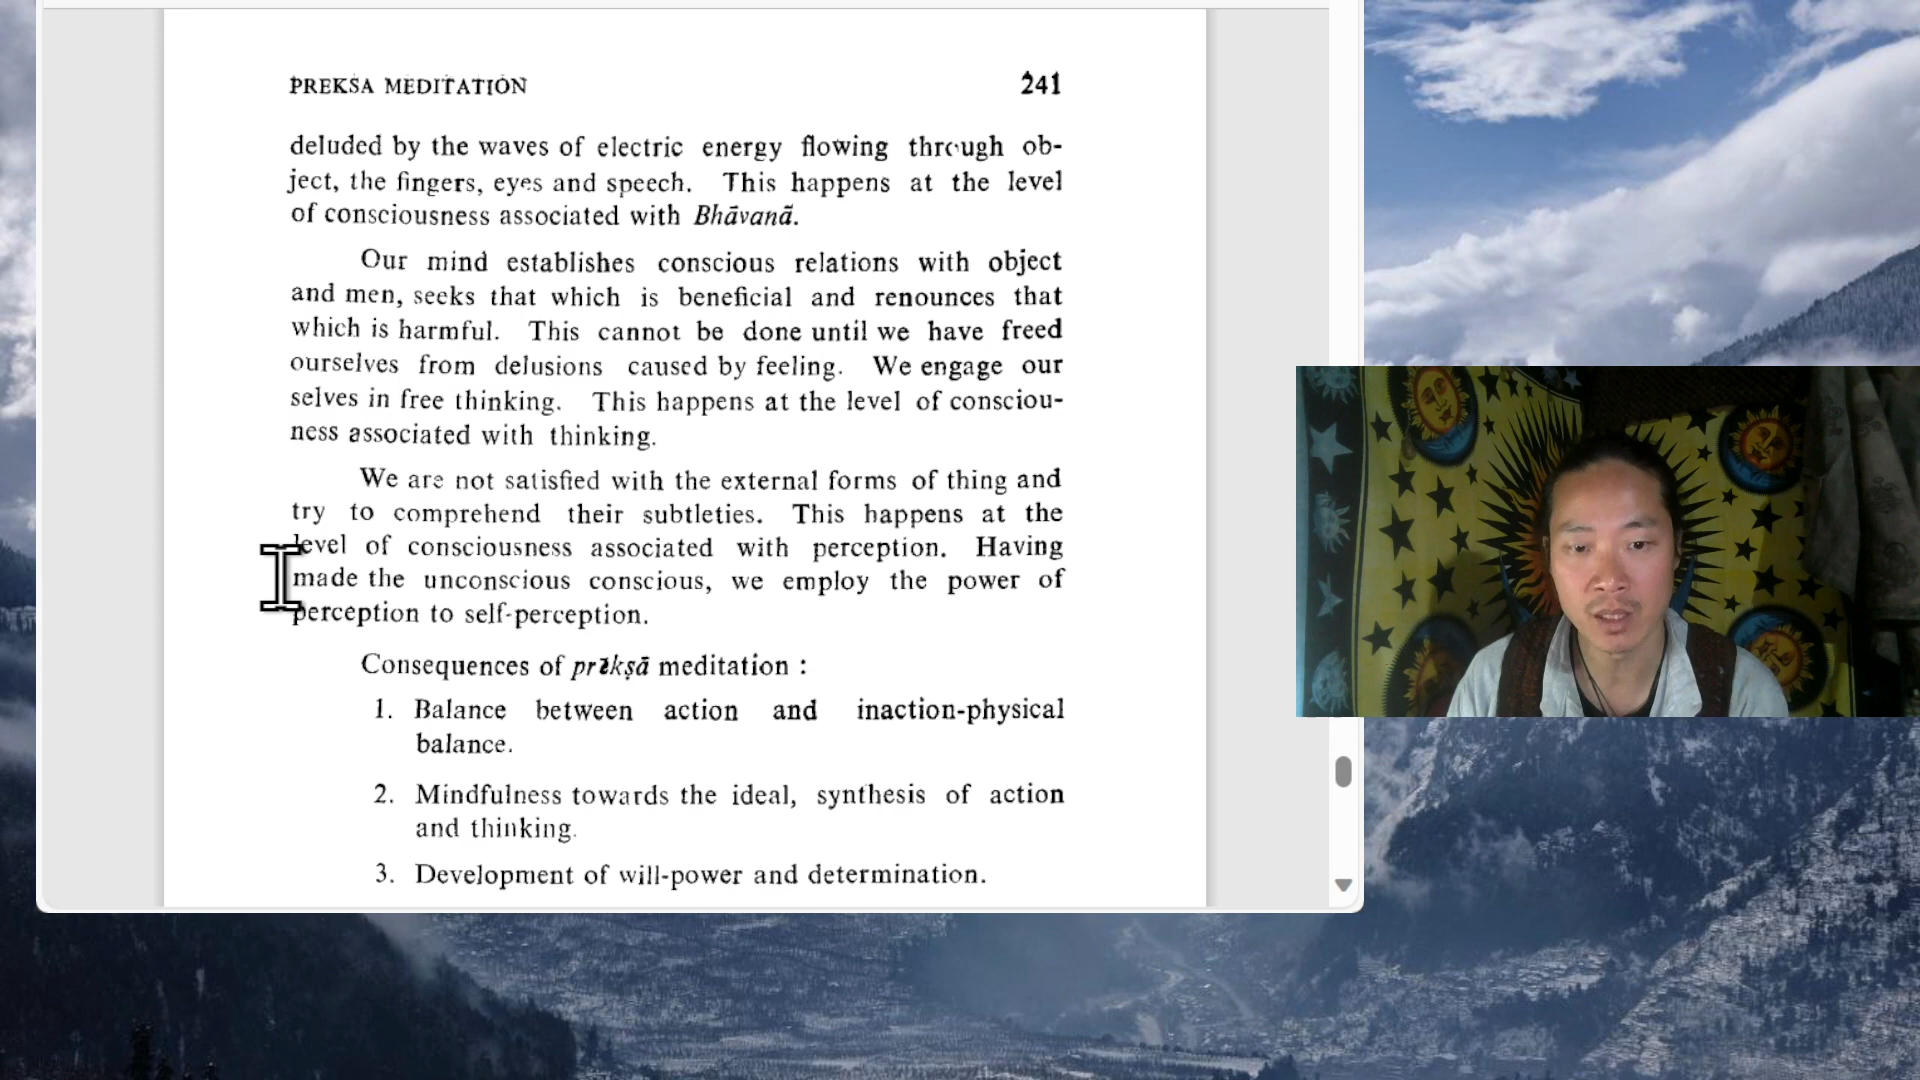 PREKSA MEDITATION 241
deluded by the waves of electric energy flowing through ob-
ject, the fingers, eyes and speech. This happens at the level
of consciousness associated with Bhāvanā.
Our mind establishes conscious relations with object
and men, seeks that which is beneficial and renounces that
which is harmful. This cannot be done until we have freed
ourselves from delusions caused by feeling. We engage our
selves in free thinking. This happens at the level of consciou-
ness associated with thinking.
We are not satisfied with the external forms of thing and
try to comprehend their subtleties. This happens at the
level of consciousness associated with perception. Having
made the unconscious conscious, we employ the power of
perception to self-perception.
Consequences of prēkṣā meditation :
1. Balance between action and inaction-physical
balance.
2. Mindfulness towards the ideal, synthesis of action
and thinking.
3. Development of will-power and determination.